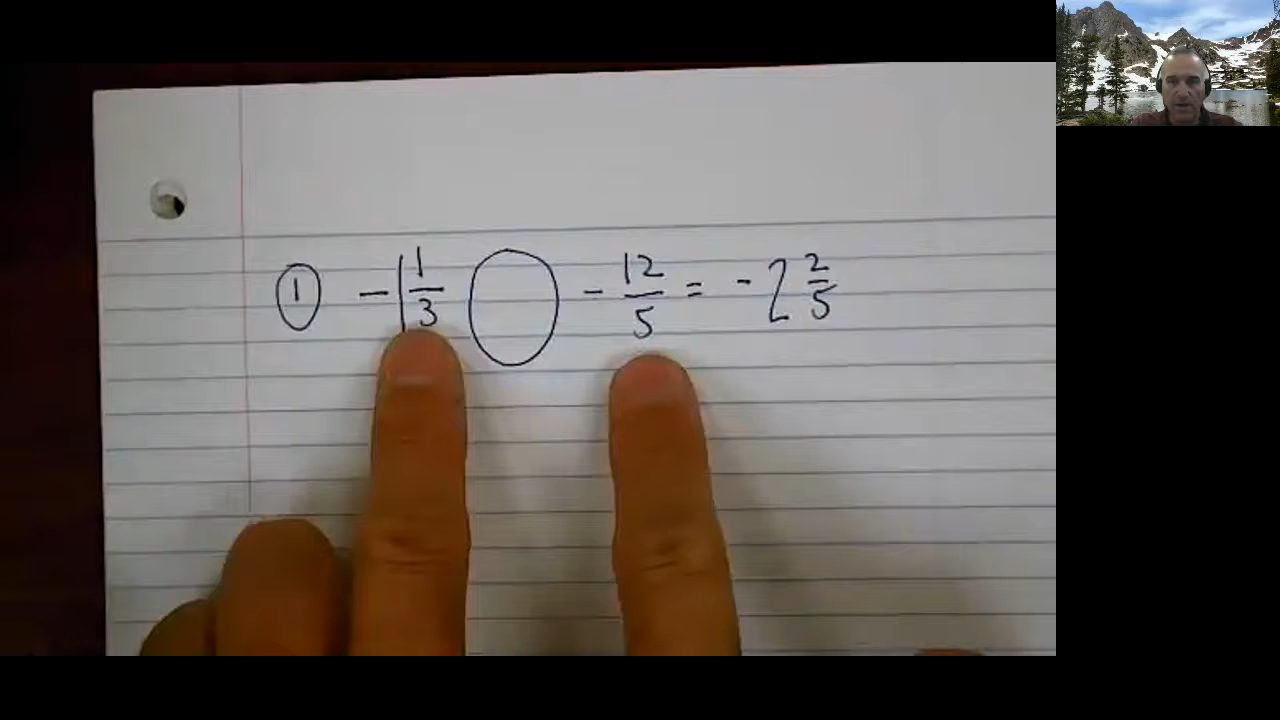 ① -1 1/3 ◯ - 12/5 = -2 2/5